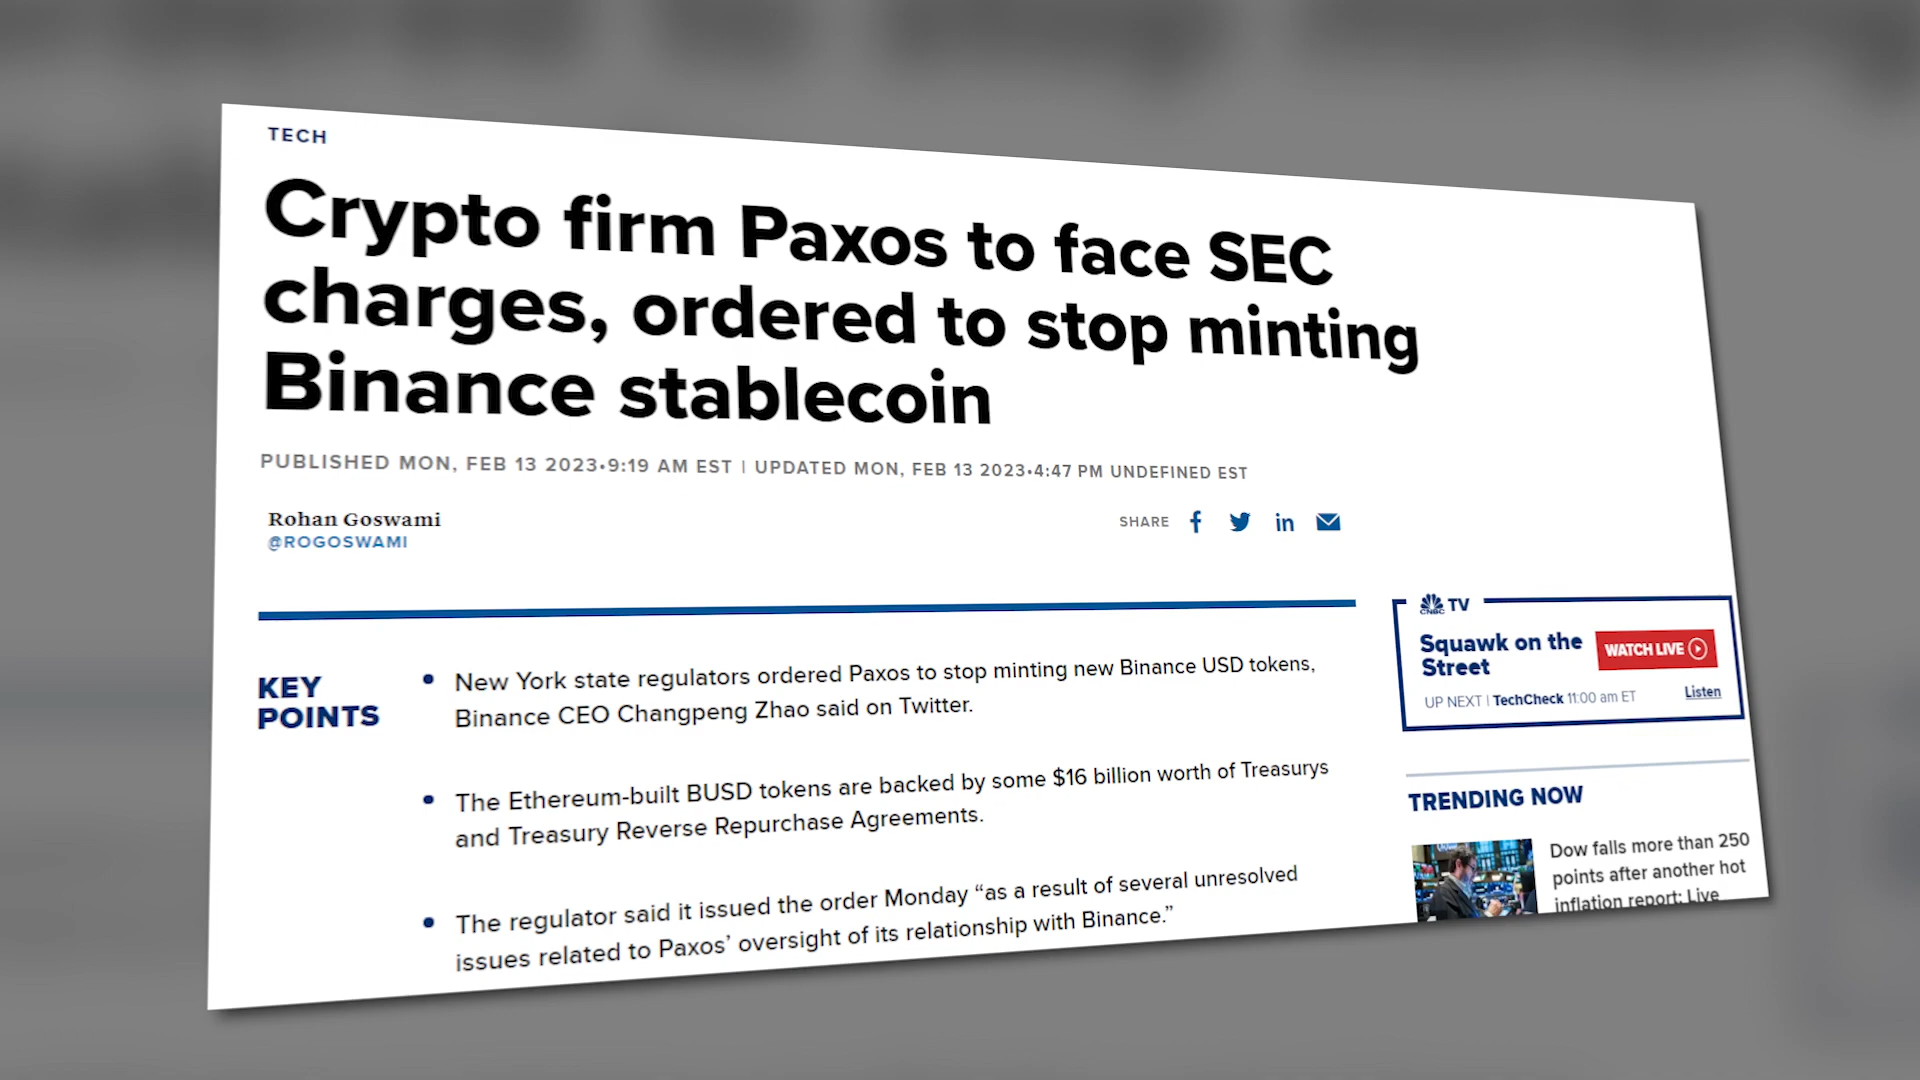 TECH
Crypto firm Paxos to face SEC
charges, ordered to stop minting
Binance stablecoin
PUBLISHED MON, FEB 13 2023•9:19 AM EST | UPDATED MON, FEB 13 2023•4:47 PM UNDEFINED EST
Rohan Goswami
@ROGOSWAMI
SHARE
KEY
POINTS
New York state regulators ordered Paxos to stop minting new Binance USD tokens,
Binance CEO Changpeng Zhao said on Twitter.
The Ethereum-built BUSD tokens are backed by some $16 billion worth of Treasurys
and Treasury Reverse Repurchase Agreements.
The regulator said it issued the order Monday “as a result of several unresolved
issues related to Paxos’ oversight of its relationship with Binance.”
CNBC TV
Squawk on the
Street
WATCH LIVE
UP NEXT | TechCheck 11:00 am ET
Listen
TRENDING NOW
Dow falls more than 250
points after another hot
inflation report: Live